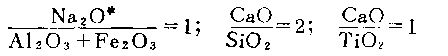 Na₂O* / Al₂O₃+Fe₂O₃ =1; CaO / SiO₂ =2; CaO / TiO₂ =1